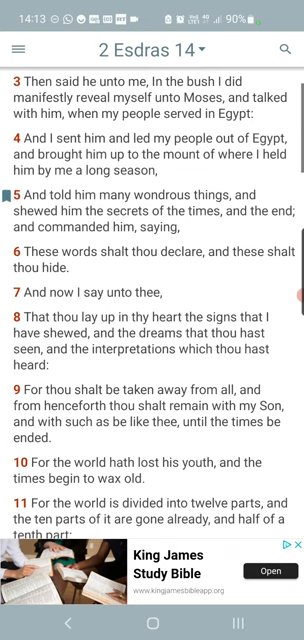 14:13
90%
2 Esdras 14
3 Then said he unto me, In the bush I did
manifestly reveal myself unto Moses, and talked
with him, when my people served in Egypt:
4 And I sent him and led my people out of Egypt,
and brought him up to the mount of where I held
him by me a long season,
5 And told him many wondrous things, and
shewed him the secrets of the times, and the end;
and commanded him, saying,
6 These words shalt thou declare, and these shalt
thou hide.
7 And now I say unto thee,
8 That thou lay up in thy heart the signs that I
have shewed, and the dreams that thou hast
seen, and the interpretations which thou hast
heard:
9 For thou shalt be taken away from all, and
from henceforth thou shalt remain with my Son,
and with such as be like thee, until the times be
ended.
10 For the world hath lost his youth, and the
times begin to wax old.
11 For the world is divided into twelve parts, and
the ten parts of it are gone already, and half of a
tenth part:
King James
Study Bible
www.kingjamesbibleapp.org
Open